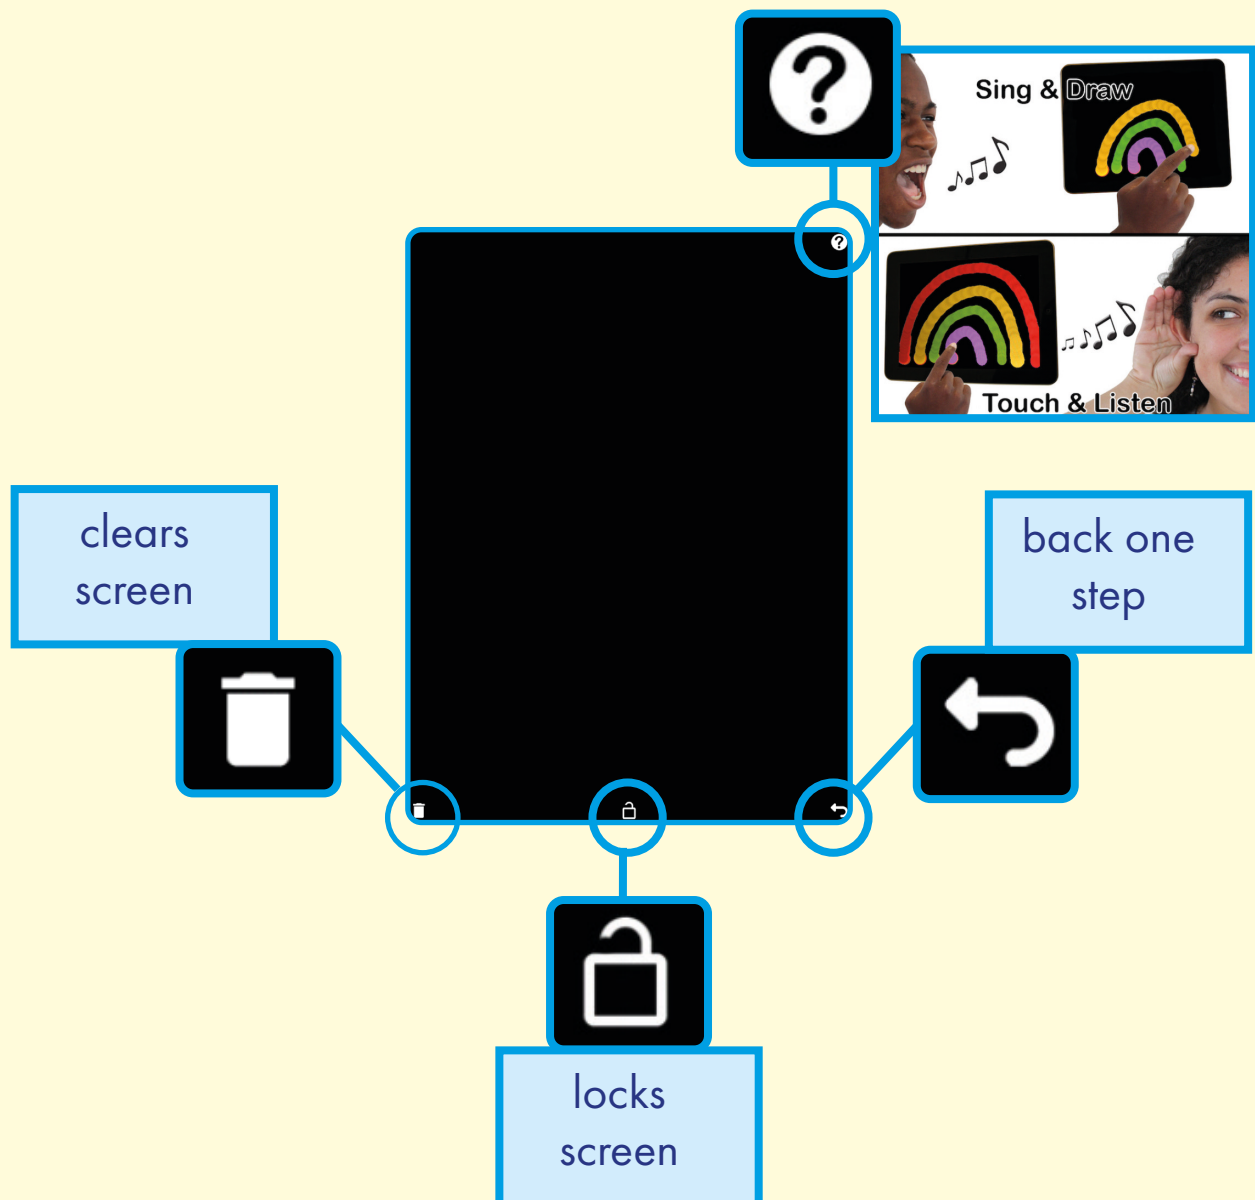 ?
Sing & Draw
?
Touch & Listen
clears
screen
back one
step
locks
screen